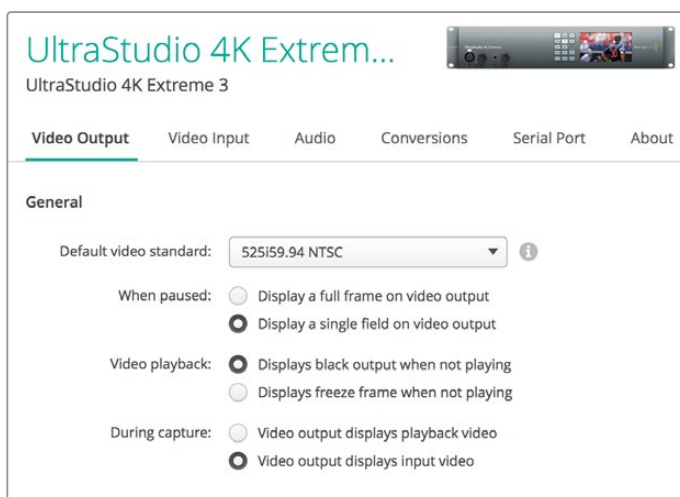 UltraStudio 4K Extrem...
UltraStudio 4K Extreme 3
Video Output Video Input Audio Conversions Serial Port About
General
Default video standard: 525i59.94 NTSC
When paused: Display a full frame on video output
Display a single field on video output
Video playback: Displays black output when not playing
Displays freeze frame when not playing
During capture: Video output displays playback video
Video output displays input video